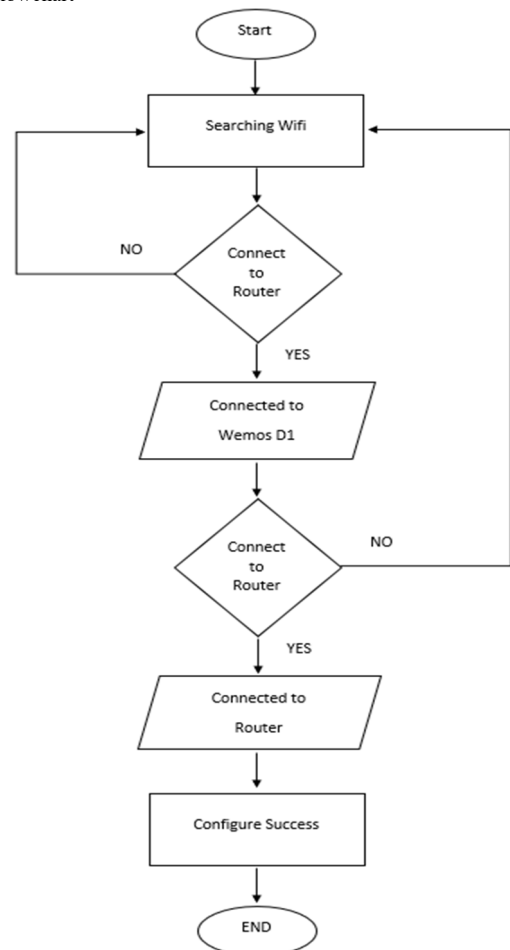 Start
Searching Wifi
NO
Connect
to
Router
YES
Connected to
Wemos D1
Connect
to
Router
NO
YES
Connected to
Router
Configure Success
END